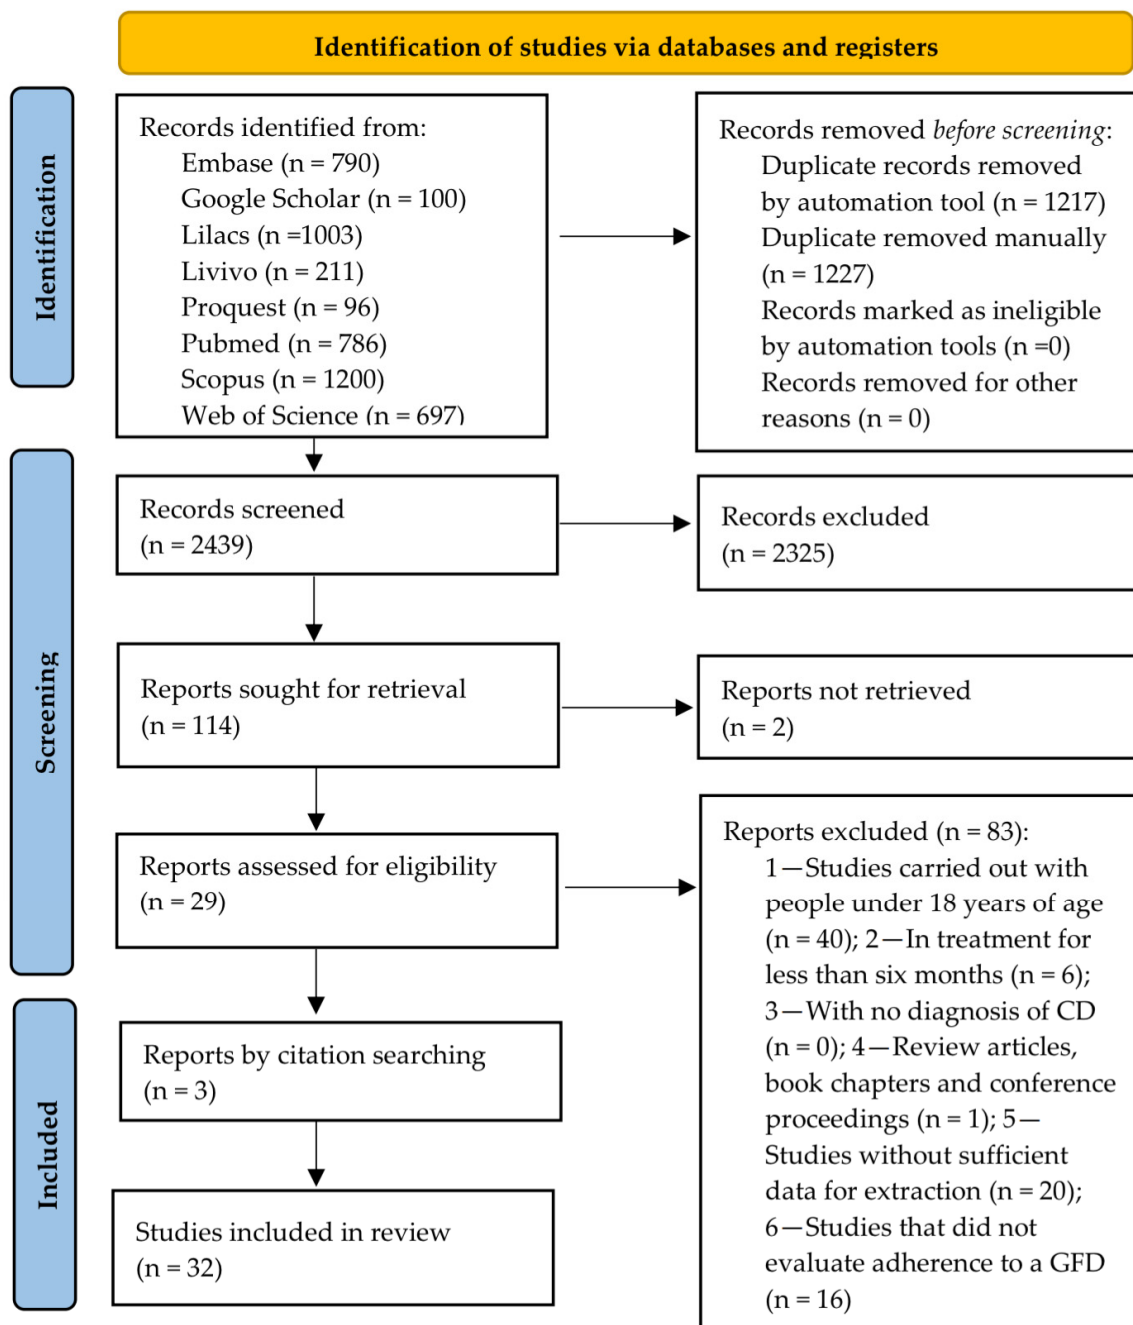 Identification of studies via databases and registers
Identification
Records identified from:
Embase (n = 790)
Google Scholar (n = 100)
Lilacs (n =1003)
Livivo (n = 211)
Proquest (n = 96)
Pubmed (n = 786)
Scopus (n = 1200)
Web of Science (n = 697)
Records removed before screening:
Duplicate records removed
by automation tool (n = 1217)
Duplicate removed manually
(n = 1227)
Records marked as ineligible
by automation tools (n =0)
Records removed for other
reasons (n = 0)
Screening
Records screened
(n = 2439)
Records excluded
(n = 2325)
Reports sought for retrieval
(n = 114)
Reports not retrieved
(n = 2)
Reports assessed for eligibility
(n = 29)
Reports excluded (n = 83):
1—Studies carried out with
people under 18 years of age
(n = 40); 2—In treatment for
less than six months (n = 6);
3—With no diagnosis of CD
(n = 0); 4—Review articles,
book chapters and conference
proceedings (n = 1); 5—
Studies without sufficient
data for extraction (n = 20);
6—Studies that did not
evaluate adherence to a GFD
(n = 16)
Included
Reports by citation searching
(n = 3)
Studies included in review
(n = 32)